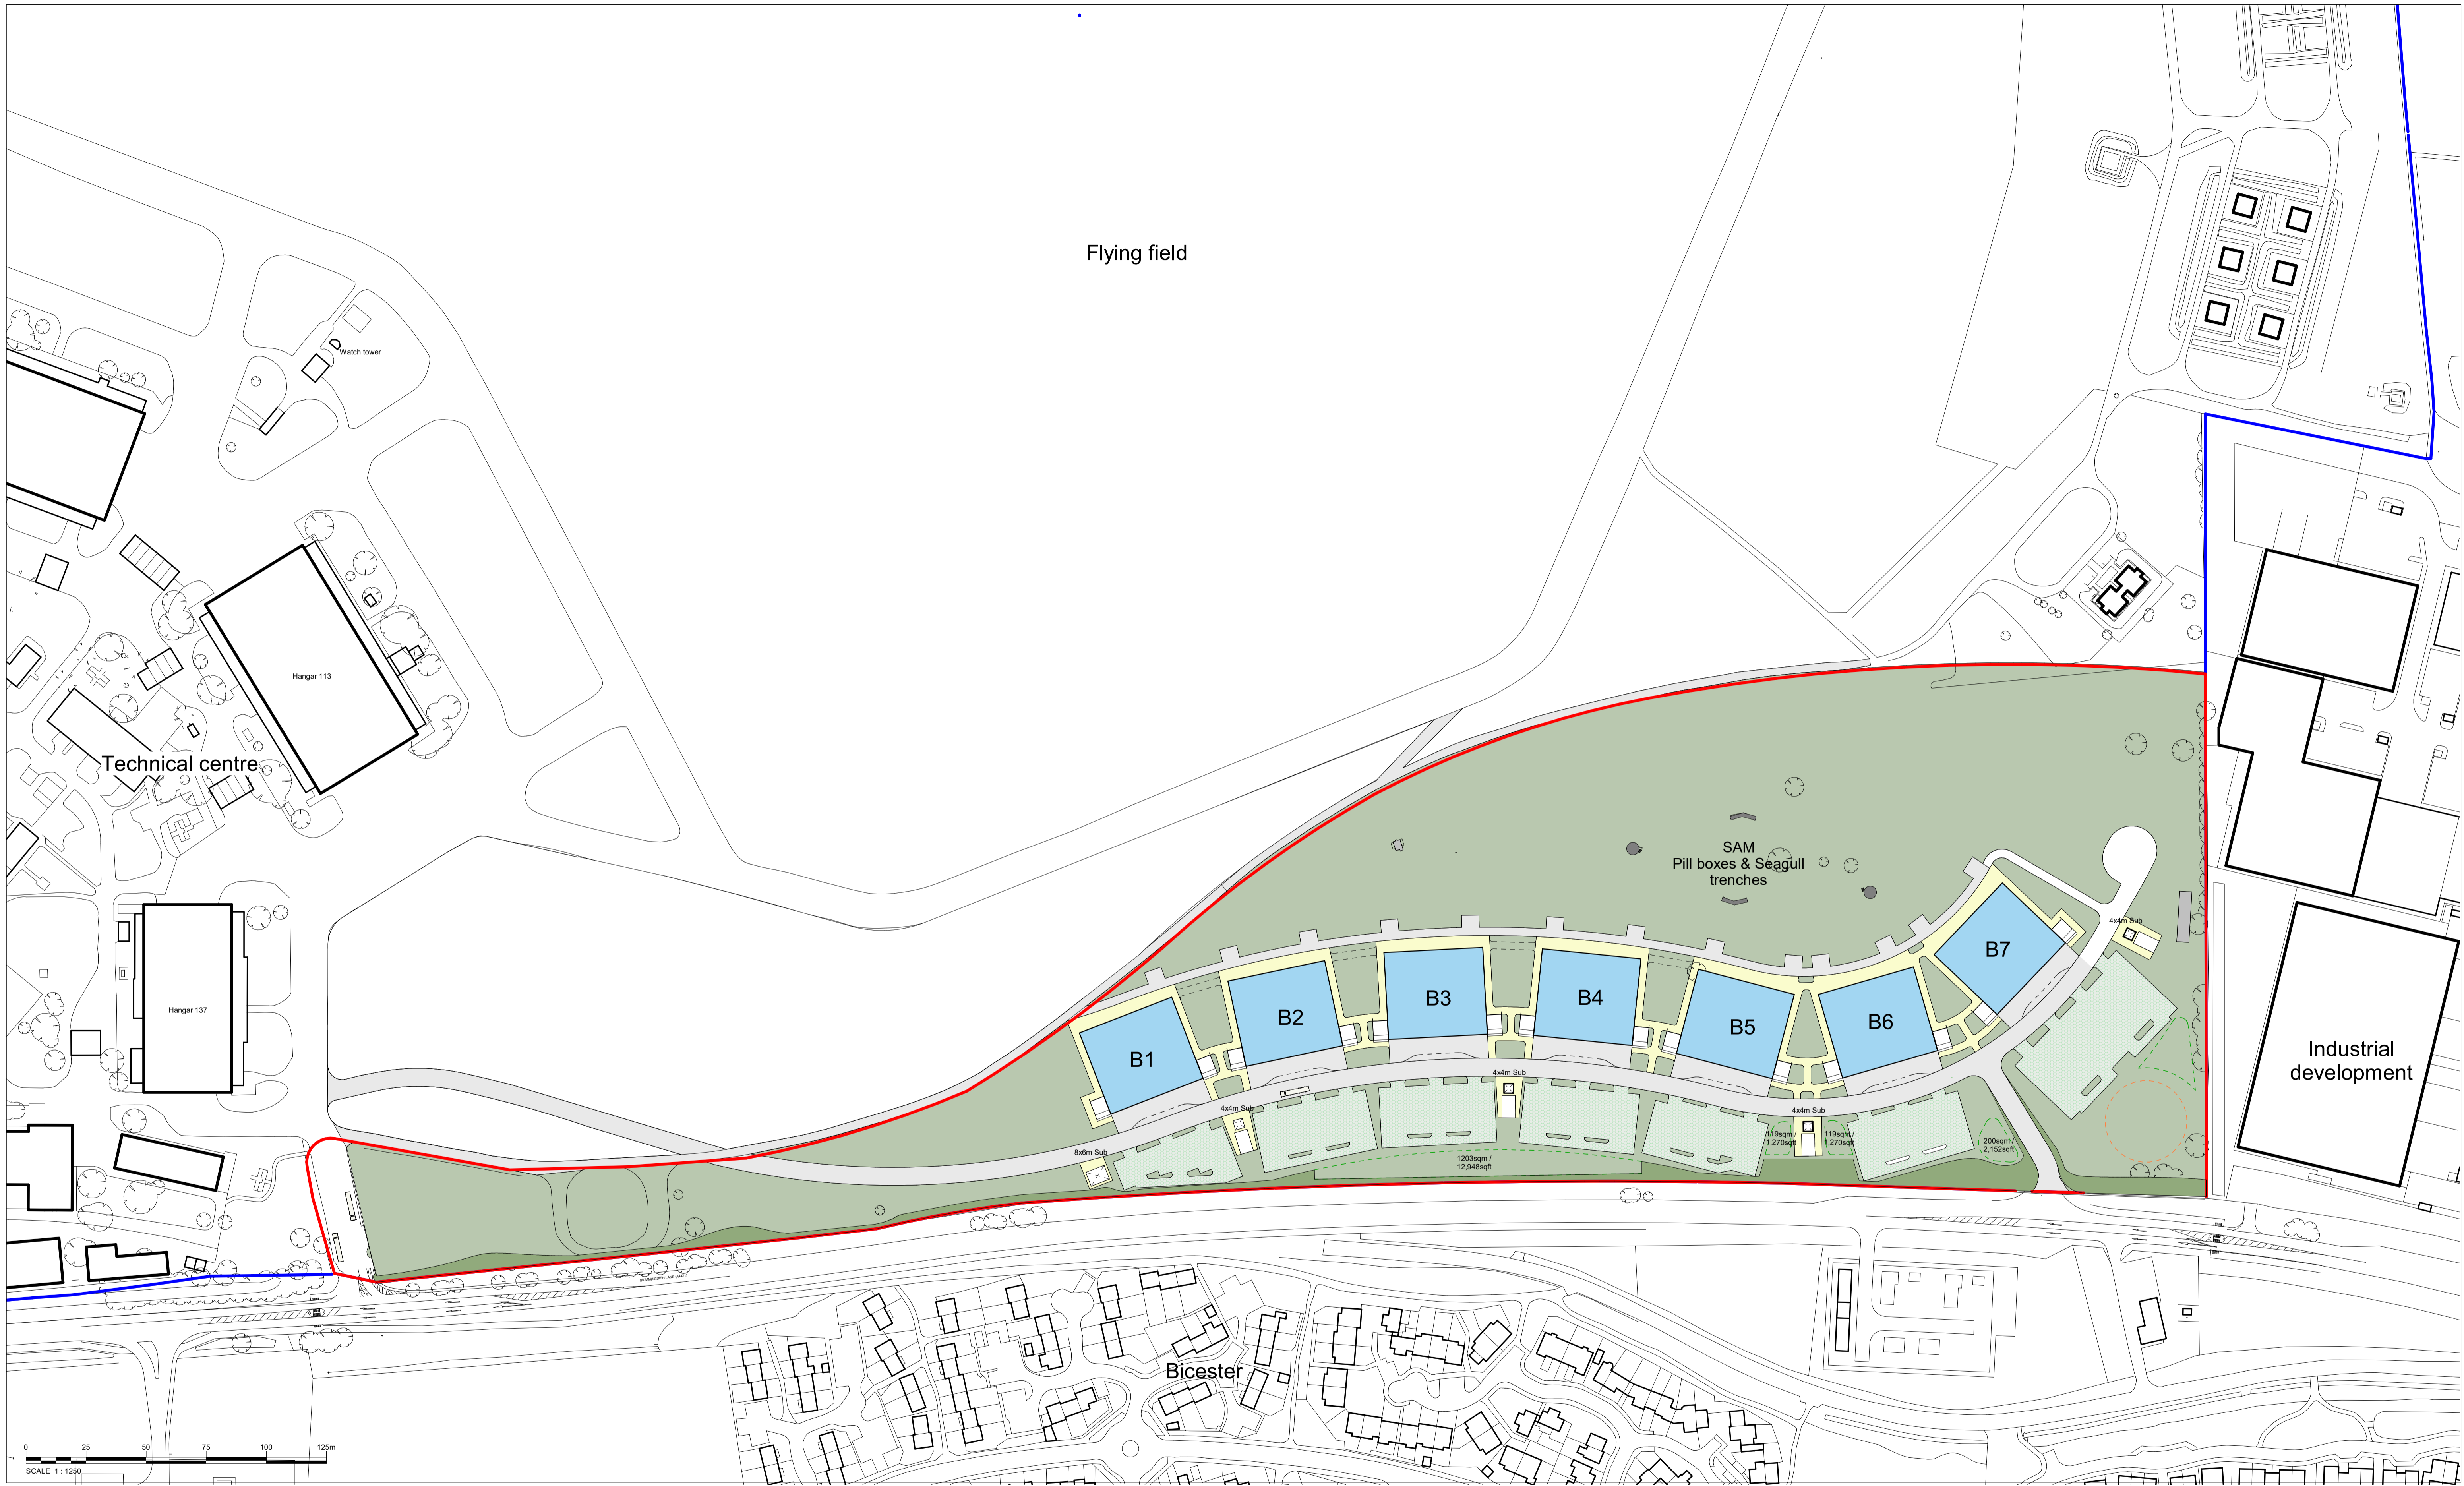 Flying field
Watch tower
Hangar 113
Technical centre
SAM
Pill boxes & Seagull
trenches
4x4m Sub
B7
B3
B4
B2
Hangar 137
B6
B5
B1
Industrial
development
4x4m Sub
4x4m Sub
4x4m Sub
119sqm /
1,270sqft
119sqm /
1,270sqft
200sqm /
2,152sqft
8x6m Sub
1203sqm /
12,948sqft
Bicester
0 25 50 75 100 125m
SCALE 1 : 1250